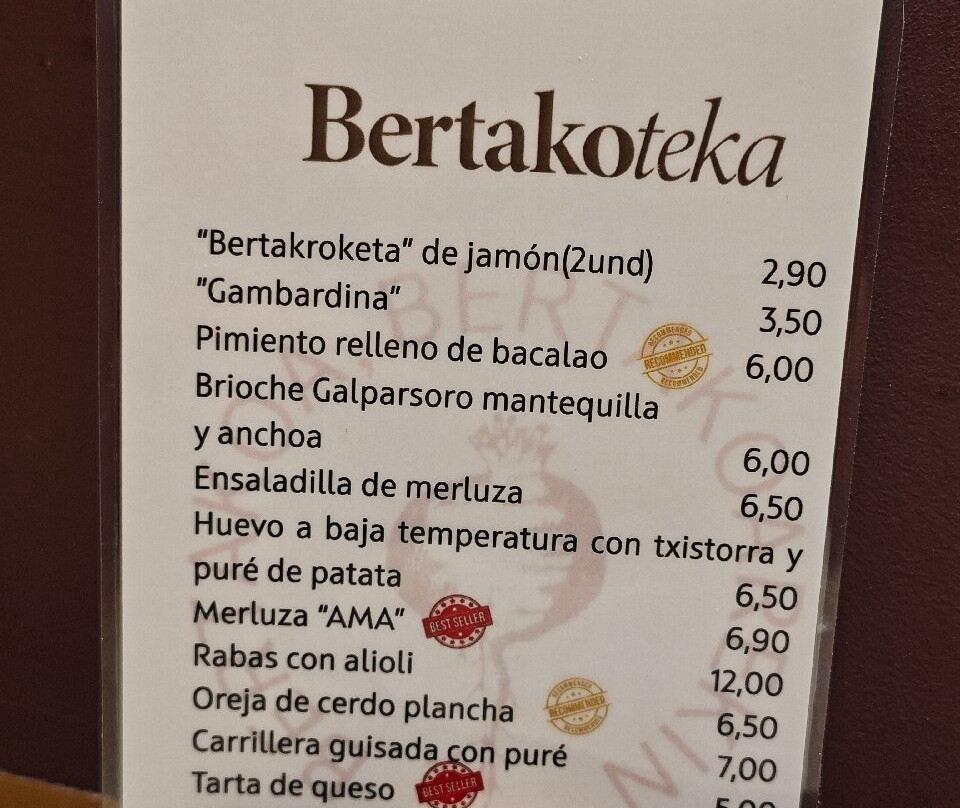 Bertakoteka
"Bertakroketa" de jamón(2und) 2,90
"Gambardina" 3,50
Pimiento relleno de bacalao RECOMMENDED 6,00
Brioche Galparsoro mantequilla
y anchoa 6,00
Ensaladilla de merluza 6,50
Huevo a baja temperatura con txistorra y
puré de patata 6,50
Merluza "AMA" BEST SELLER 6,90
Rabas con alioli 12,00
Oreja de cerdo plancha RECOMMENDED 6,50
Carrillera guisada con puré 7,00
Tarta de queso BEST SELLER